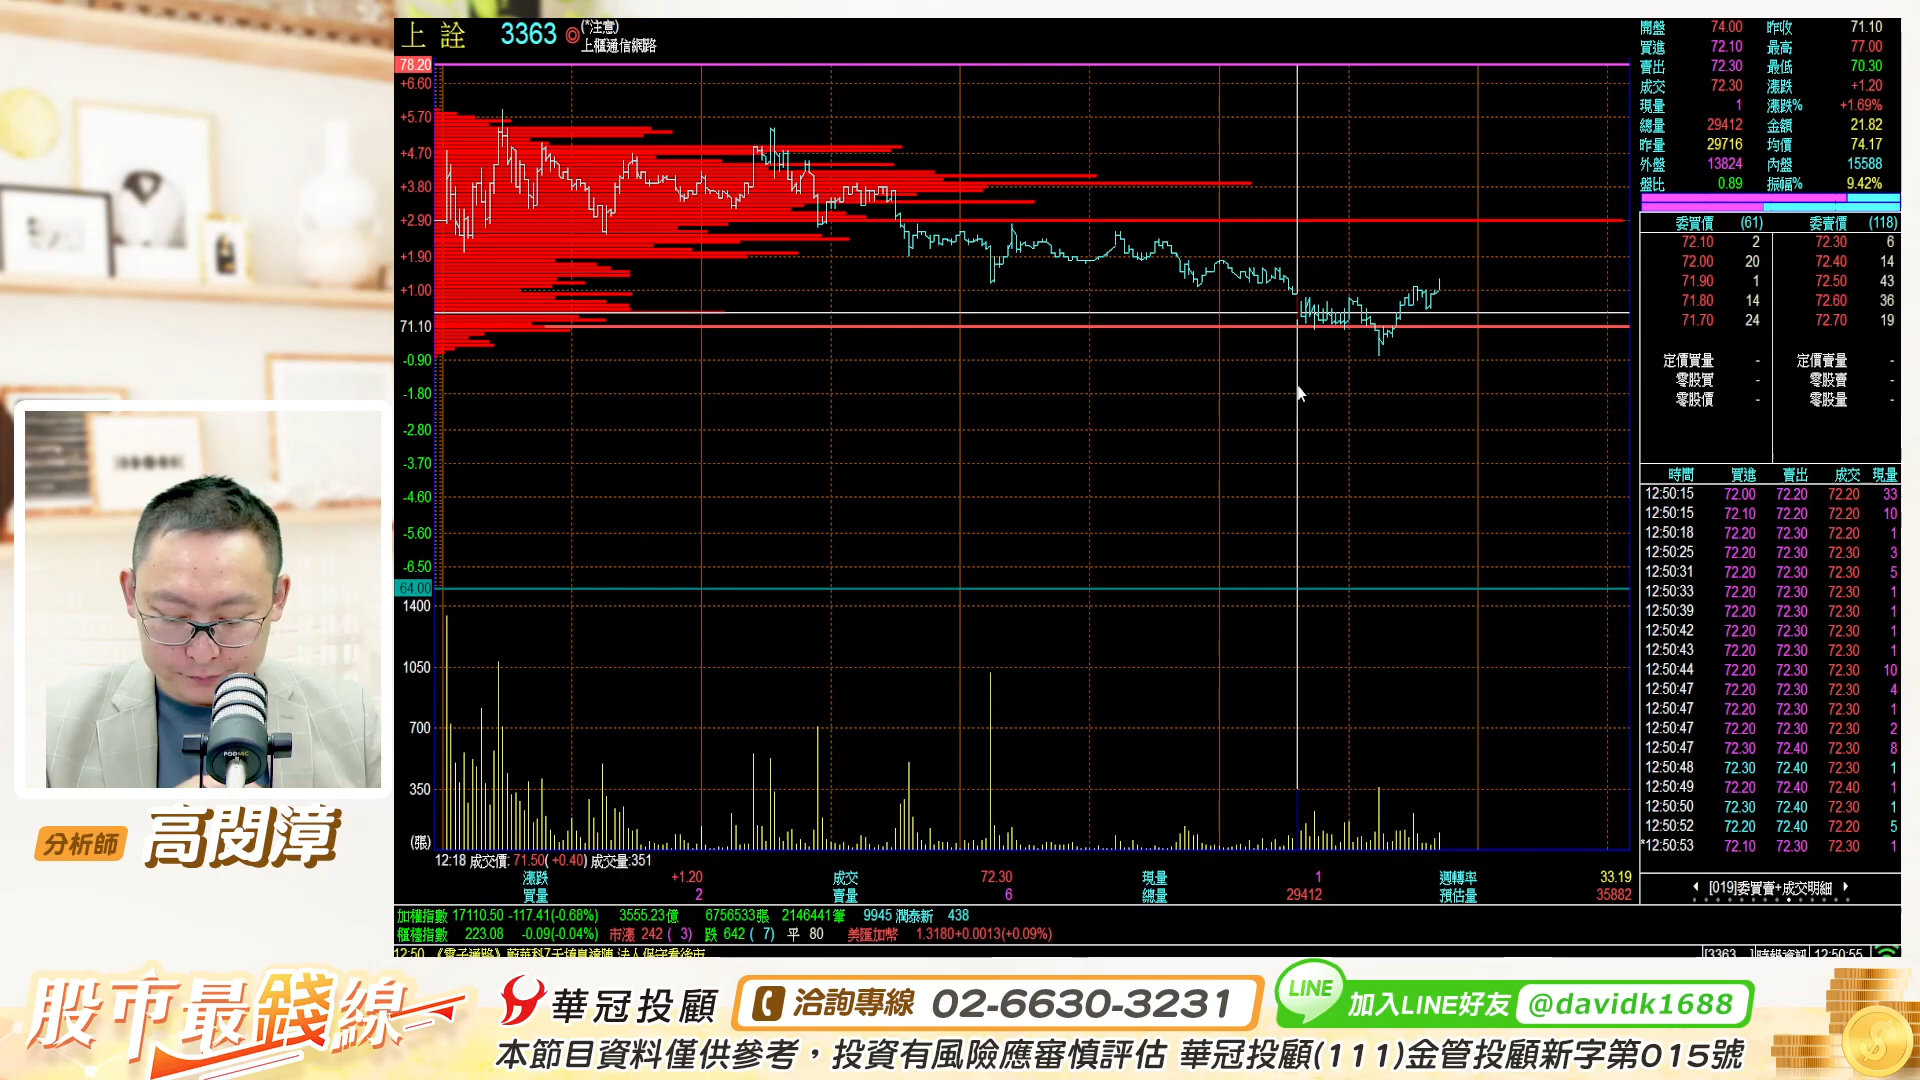 上 詮 3363 ◎(*注意)
上櫃通信網路
78.20
+6.60
+5.70
+4.70
+3.80
+2.90
+1.90
+1.00
71.10
-0.90
-1.80
-2.80
-3.70
-4.60
-5.60
-6.50
64.00
1400
1050
700
350
(張)
12:18 成交價: 71.50( +0.40) 成交量:351
漲跌 +1.20 成交 72.30 現量 1 週轉率 33.19
買量 2 賣量 6 總量 29412 預估量 35882
加權指數 17110.50 -117.41(-0.68%) 3555.23億 6756533張 2146441筆 9945 潤泰新 438
櫃檯指數 223.08 -0.09(-0.04%) 市漲 242 ( 3) 跌 642 ( 7) 平 80 美匯加幣 1.3180+0.0013(+0.09%)
[3363 ]時報資訊 12:50:55
開盤 74.00 昨收 71.10
買進 72.10 最高 77.00
賣出 72.30 最低 70.30
成交 72.30 漲跌 +1.20
現量 1 漲跌% +1.69%
總量 29412 金額 21.82
昨量 29716 均價 74.17
外盤 13824 內盤 15588
盤比 0.89 振幅% 9.42%
委買價 (61) 委賣價 (118)
72.10 2 72.30 6
72.00 20 72.40 14
71.90 1 72.50 43
71.80 14 72.60 36
71.70 24 72.70 19
定價買量 - 定價賣量 -
零股買 - 零股賣 -
零股價 - 零股量 -
時間 買進 賣出 成交 現量
12:50:15 72.00 72.20 72.20 33
12:50:15 72.10 72.20 72.20 10
12:50:18 72.20 72.20 72.20 1
12:50:25 72.20 72.30 72.30 3
12:50:31 72.20 72.30 72.30 5
12:50:33 72.20 72.30 72.30 1
12:50:39 72.20 72.30 72.30 1
12:50:42 72.20 72.30 72.30 1
12:50:43 72.20 72.30 72.30 1
12:50:44 72.20 72.30 72.30 10
12:50:47 72.20 72.30 72.30 4
12:50:47 72.20 72.30 72.30 1
12:50:47 72.20 72.30 72.30 2
12:50:47 72.30 72.40 72.30 8
12:50:48 72.30 72.40 72.30 1
12:50:49 72.20 72.40 72.40 1
12:50:50 72.30 72.40 72.30 1
12:50:52 72.20 72.40 72.20 5
*12:50:53 72.10 72.30 72.30 1
[019]委買賣+成交明細
PODMIC
分析師 高閔漳
股市最錢線
華冠投顧 洽詢專線 02-6630-3231 LINE 加入LINE好友 @davidk1688
本節目資料僅供參考，投資有風險應審慎評估 華冠投顧(111)金管投顧新字第015號